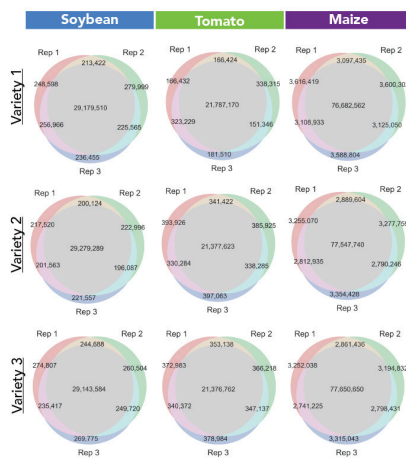 Soybean Tomato Maize
Variety 1
Rep 1 Rep 2 Rep 1 Rep 2 Rep 1 Rep 2
213,422 166,424 3,097,435
248,598 279,999 166,432 338,315 3,616,419
29,179,510 21,787,170 76,682,562
256,966 225,565 323,229 151,346 3,108,933 3,125,050
236,455 181,510 3,588,804
Rep 3 Rep 3 Rep 3
Variety 2
Rep 1 Rep 2 Rep 1 Rep 2 Rep 1 Rep 2
200,124 341,422 2,889,604
217,520 222,996 393,926 385,925 3,255,070
29,279,289 21,377,623 77,547,740
201,563 196,087 330,284 338,285 2,812,935 2,790,246
221,557 397,063 3,354,428
Rep 3 Rep 3 Rep 3
Variety 3
Rep 1 Rep 2 Rep 1 Rep 2 Rep 1 Rep 2
244,688 353,138 2,861,436
274,807 260,504 372,983 366,218 3,252,038 3,194,832
29,143,584 21,376,762 77,650,650
235,417 249,720 340,372 347,137 2,741,225 2,798,431
269,775 378,984 3,315,043
Rep 3 Rep 3 Rep 3